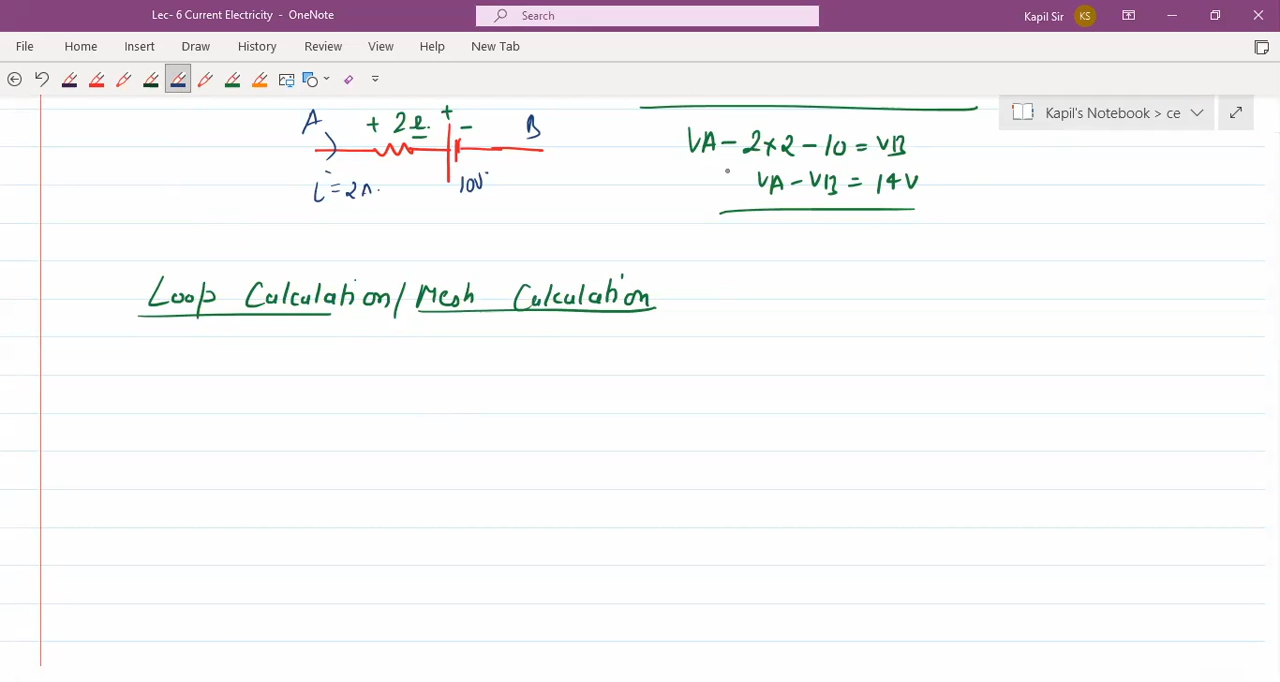 Lec- 6 Current Electricity - OneNote
Search
Kapil Sir KS
File Home Insert Draw History Review View Help New Tab
Kapil's Notebook > ce
A + 2 + - B
VA - 2 × 2 - 10 = VB
i = 2A. 10V
VA - VB = 14V
Loop Calculation/Mesh Calculation